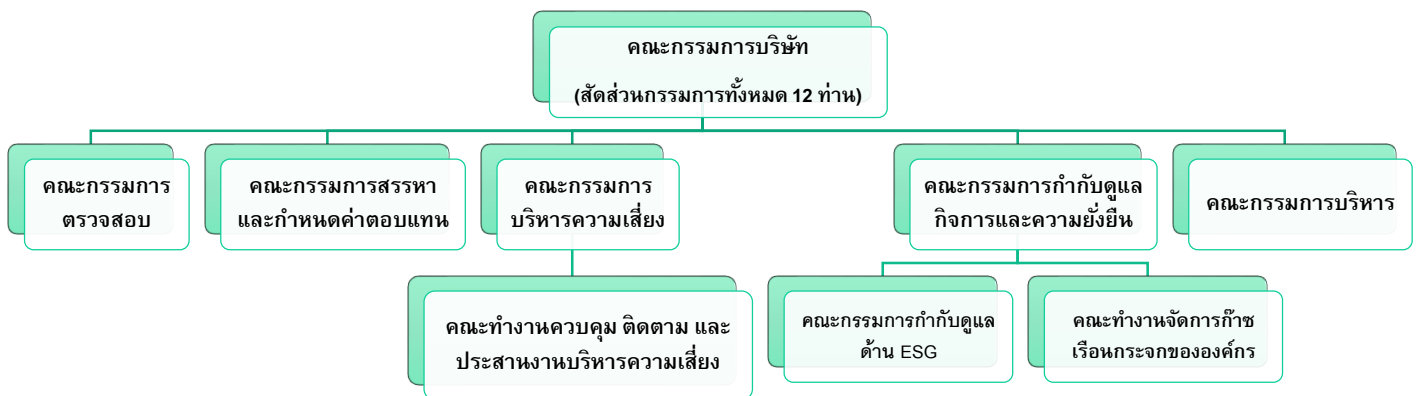 คณะกรรมการบริษัท
(สัดส่วนกรรมการทั้งหมด 12 ท่าน)
คณะกรรมการ
ตรวจสอบ
คณะกรรมการสรรหา
และกำหนดค่าตอบแทน
คณะกรรมการ
บริหารความเสี่ยง
คณะกรรมการกำกับดูแล
กิจการและความยั่งยืน
คณะกรรมการบริหาร
คณะทำงานควบคุม ติดตาม และ
ประสานงานบริหารความเสี่ยง
คณะกรรมการกำกับดูแล
ด้าน ESG
คณะทำงานจัดการก๊าซ
เรือนกระจกขององค์กร